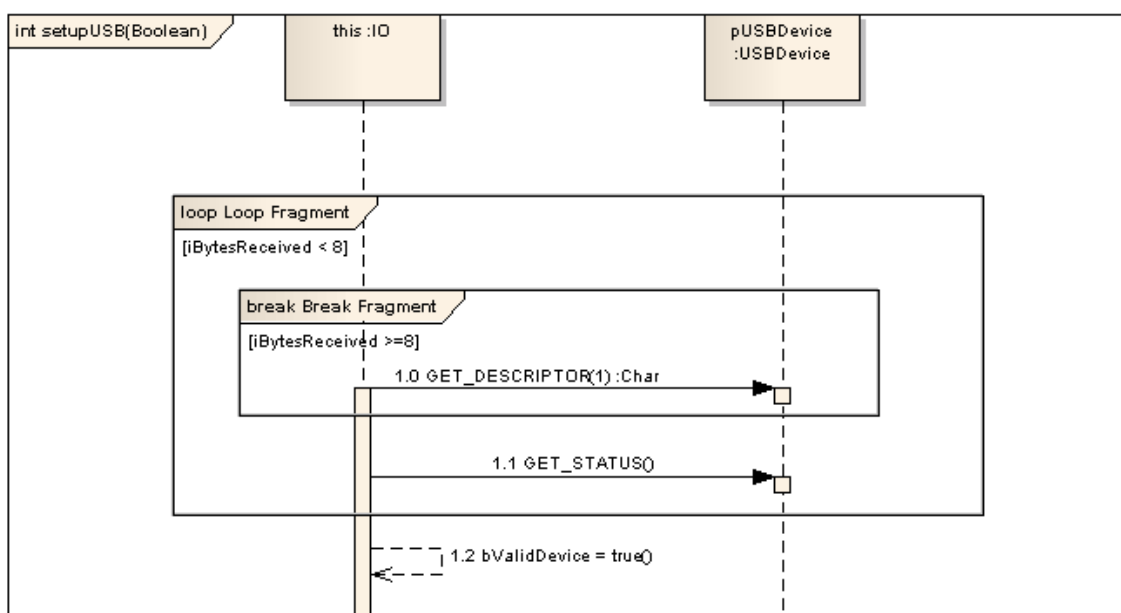 int setupUSB(Boolean)
this :IO
pUSBDevice
:USBDevice
loop Loop Fragment
[iBytesReceived < 8]
break Break Fragment
[iBytesReceived >=8]
1.0 GET_DESCRIPTOR(1) :Char
1.1 GET_STATUS()
1.2 bValidDevice = true()